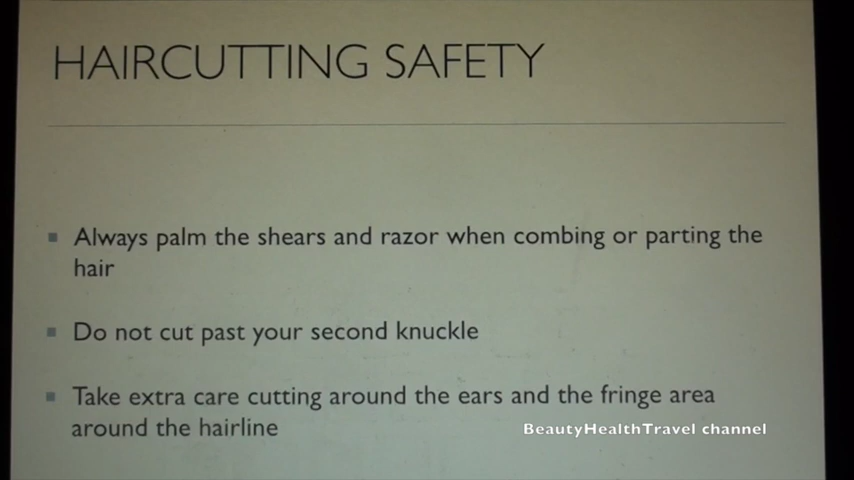 HAIRCUTTING SAFETY
Always palm the shears and razor when combing or parting the
hair
Do not cut past your second knuckle
Take extra care cutting around the ears and the fringe area
around the hairline
BeautyHealthTravel channel